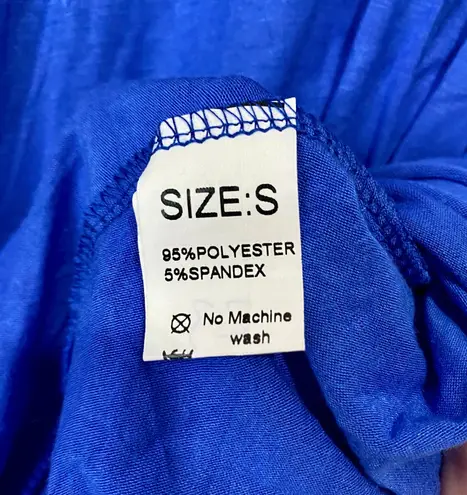 SIZE:S
95%POLYESTER
5%SPANDEX
No Machine
wash